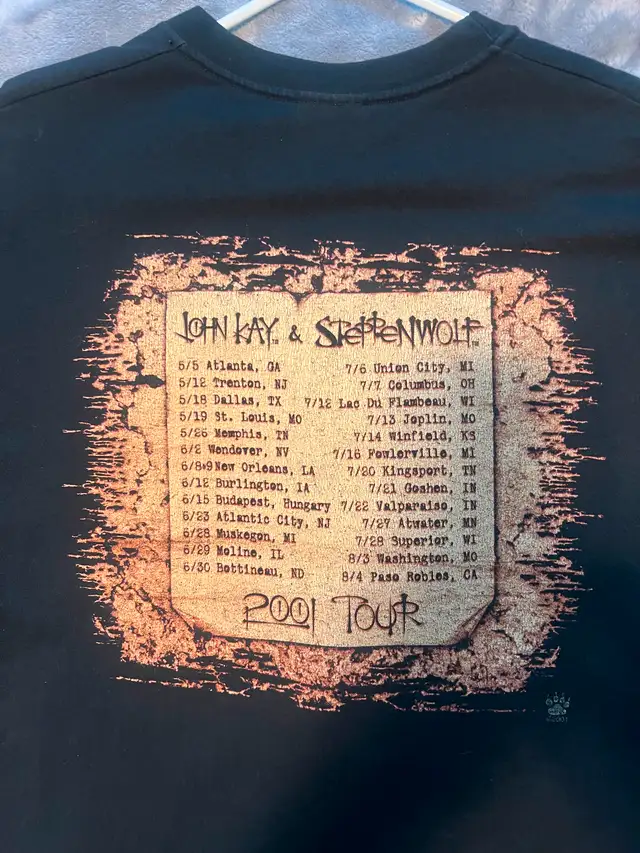 JOHN KAY™ & STEPPENWOLF™
5/5 Atlanta, GA
5/12 Trenton, NJ
5/18 Dallas, TX
5/19 St. Louis, MO
5/26 Memphis, TN
6/2 Wendover, NV
6/8&9 New Orleans, LA
6/12 Burlington, IA
6/15 Budapest, Hungary
6/23 Atlantic City, NJ
6/28 Muskegon, MI
6/29 Moline, IL
6/30 Bottineau, ND
7/6 Union City, MI
7/7 Columbus, OH
7/12 Lac Du Flambeau, WI
7/13 Joplin, MO
7/14 Winfield, KS
7/16 Fowlerville, MI
7/20 Kingsport, TN
7/21 Goshen, IN
7/22 Valparaiso, IN
7/27 Atwater, MN
7/28 Superior, WI
8/3 Washington, MO
8/4 Paso Robles, CA
2001 TOUR
©2001